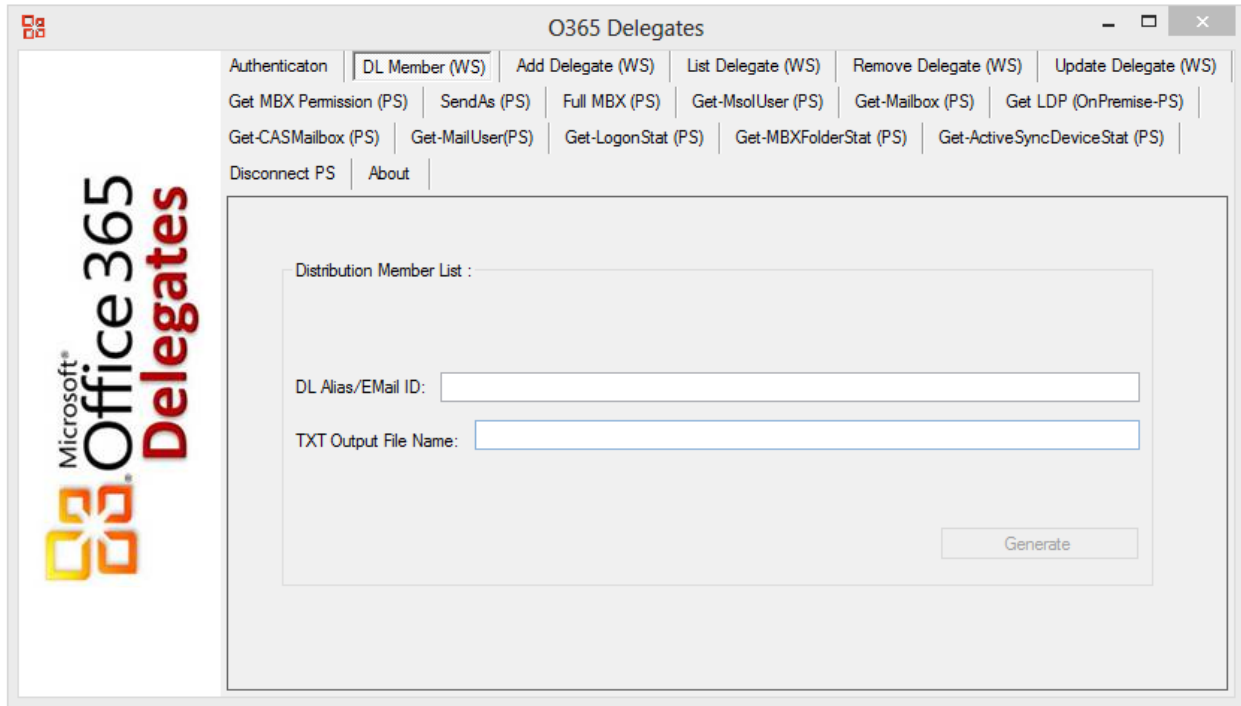 O365 Delegates
Authenticaton DL Member (WS) Add Delegate (WS) List Delegate (WS) Remove Delegate (WS) Update Delegate (WS)
Get MBX Permission (PS) SendAs (PS) Full MBX (PS) Get-MsolUser (PS) Get-Mailbox (PS) Get LDP (OnPremise-PS)
Get-CASMailbox (PS) Get-MailUser(PS) Get-LogonStat (PS) Get-MBXFolderStat (PS) Get-ActiveSyncDeviceStat (PS)
Disconnect PS About
Microsoft®
Office 365
Delegates
Distribution Member List :
DL Alias/EMail ID:
TXT Output File Name:
Generate